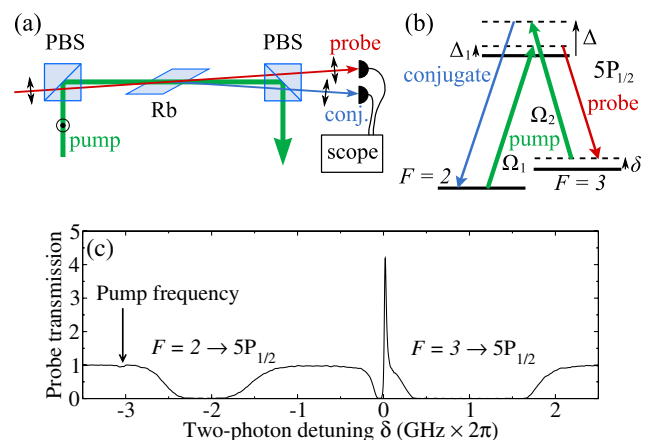 (a)
PBS
PBS
probe
Rb
conj.
pump
scope
(b)
Δ
Δ₁
5P₁/₂
conjugate
probe
Ω₂
pump
Ω₁
F = 2
F = 3
δ
(c)
Pump frequency
F = 2 → 5P₁/₂
F = 3 → 5P₁/₂
Probe transmission
5
4
3
2
1
0
-3
-2
-1
0
1
2
Two-photon detuning δ (GHz × 2π)